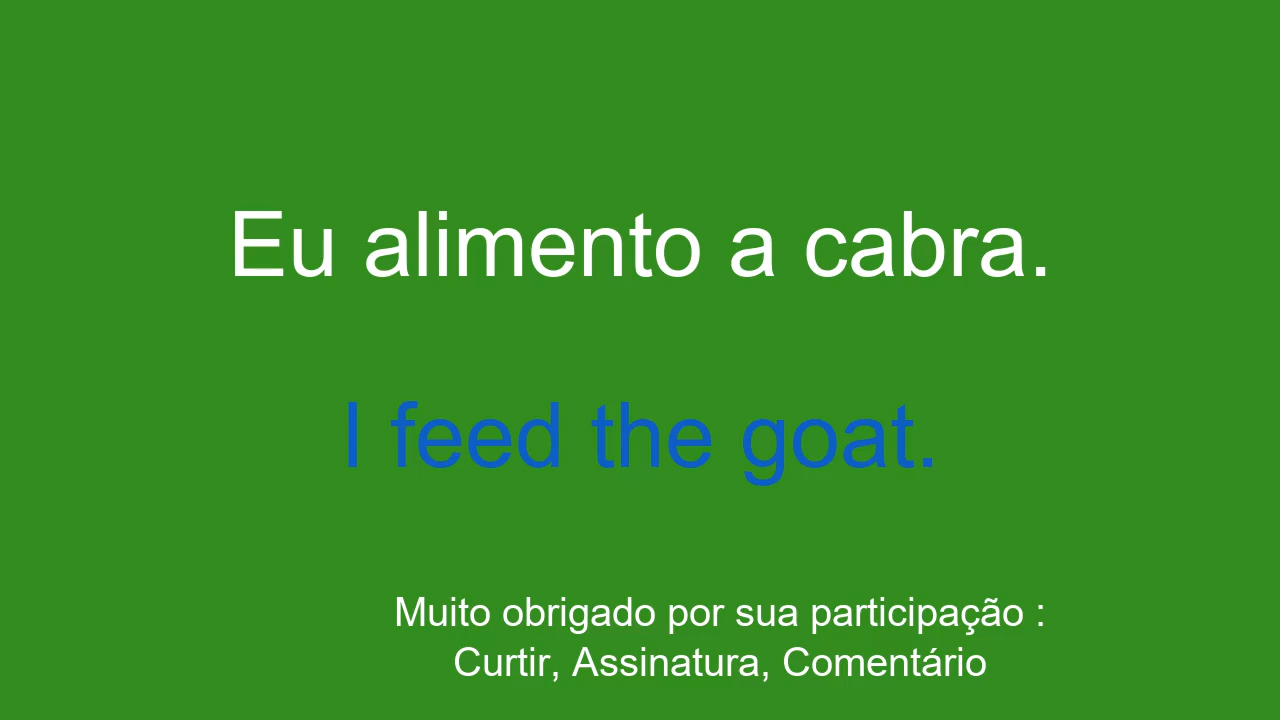 Eu alimento a cabra.
I feed the goat.
Muito obrigado por sua participação :
Curtir, Assinatura, Comentário